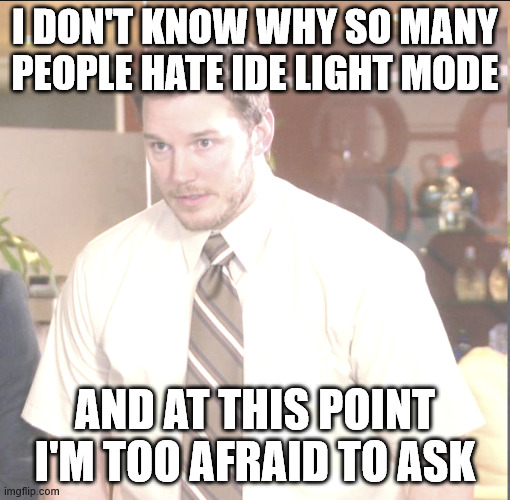 I DON'T KNOW WHY SO MANY
PEOPLE HATE IDE LIGHT MODE
AND AT THIS POINT
I'M TOO AFRAID TO ASK
imgflip.com